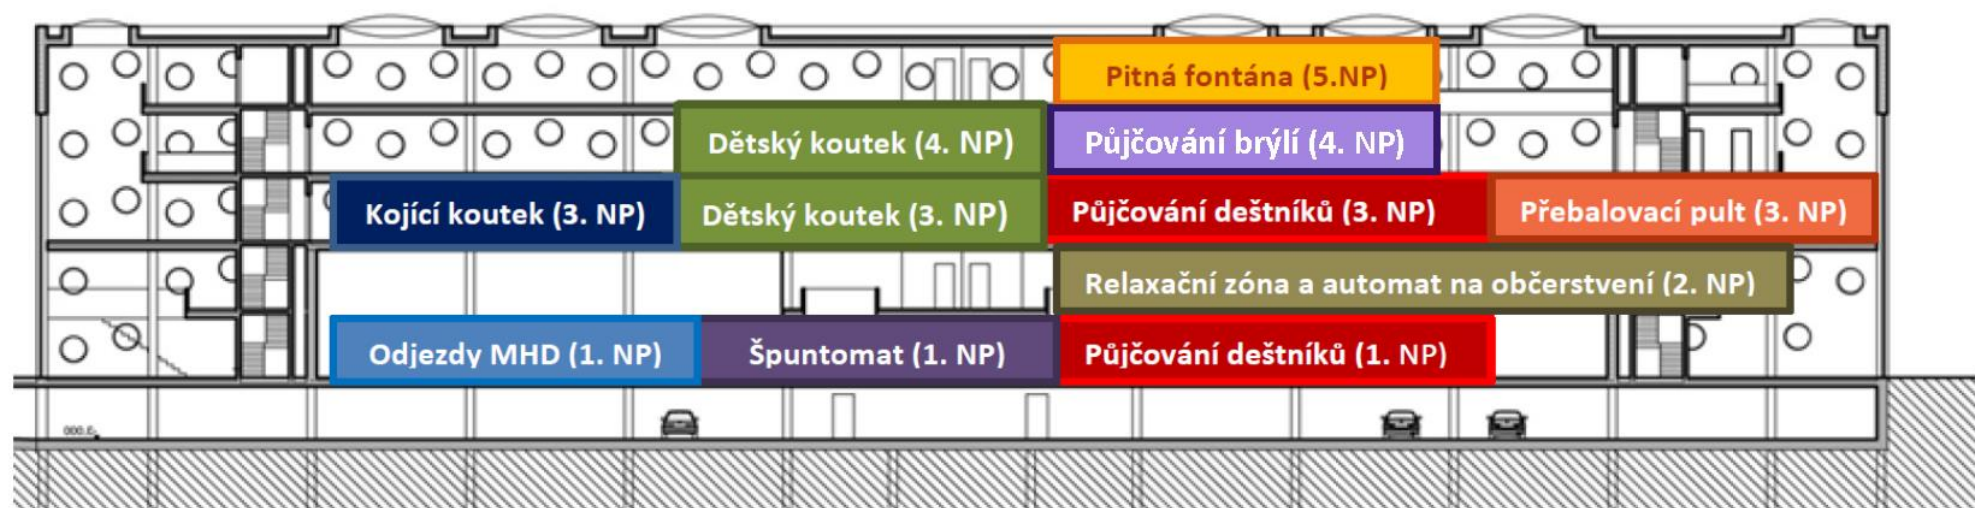 Pitná fontána (5.NP)
Dětský koutek (4. NP)
Půjčování brýlí (4. NP)
Kojící koutek (3. NP)
Dětský koutek (3. NP)
Půjčování deštníků (3. NP)
Přebalovací pult (3. NP)
Relaxační zóna a automat na občerstvení (2. NP)
Odjezdy MHD (1. NP)
Špuntomat (1. NP)
Půjčování deštníků (1. NP)